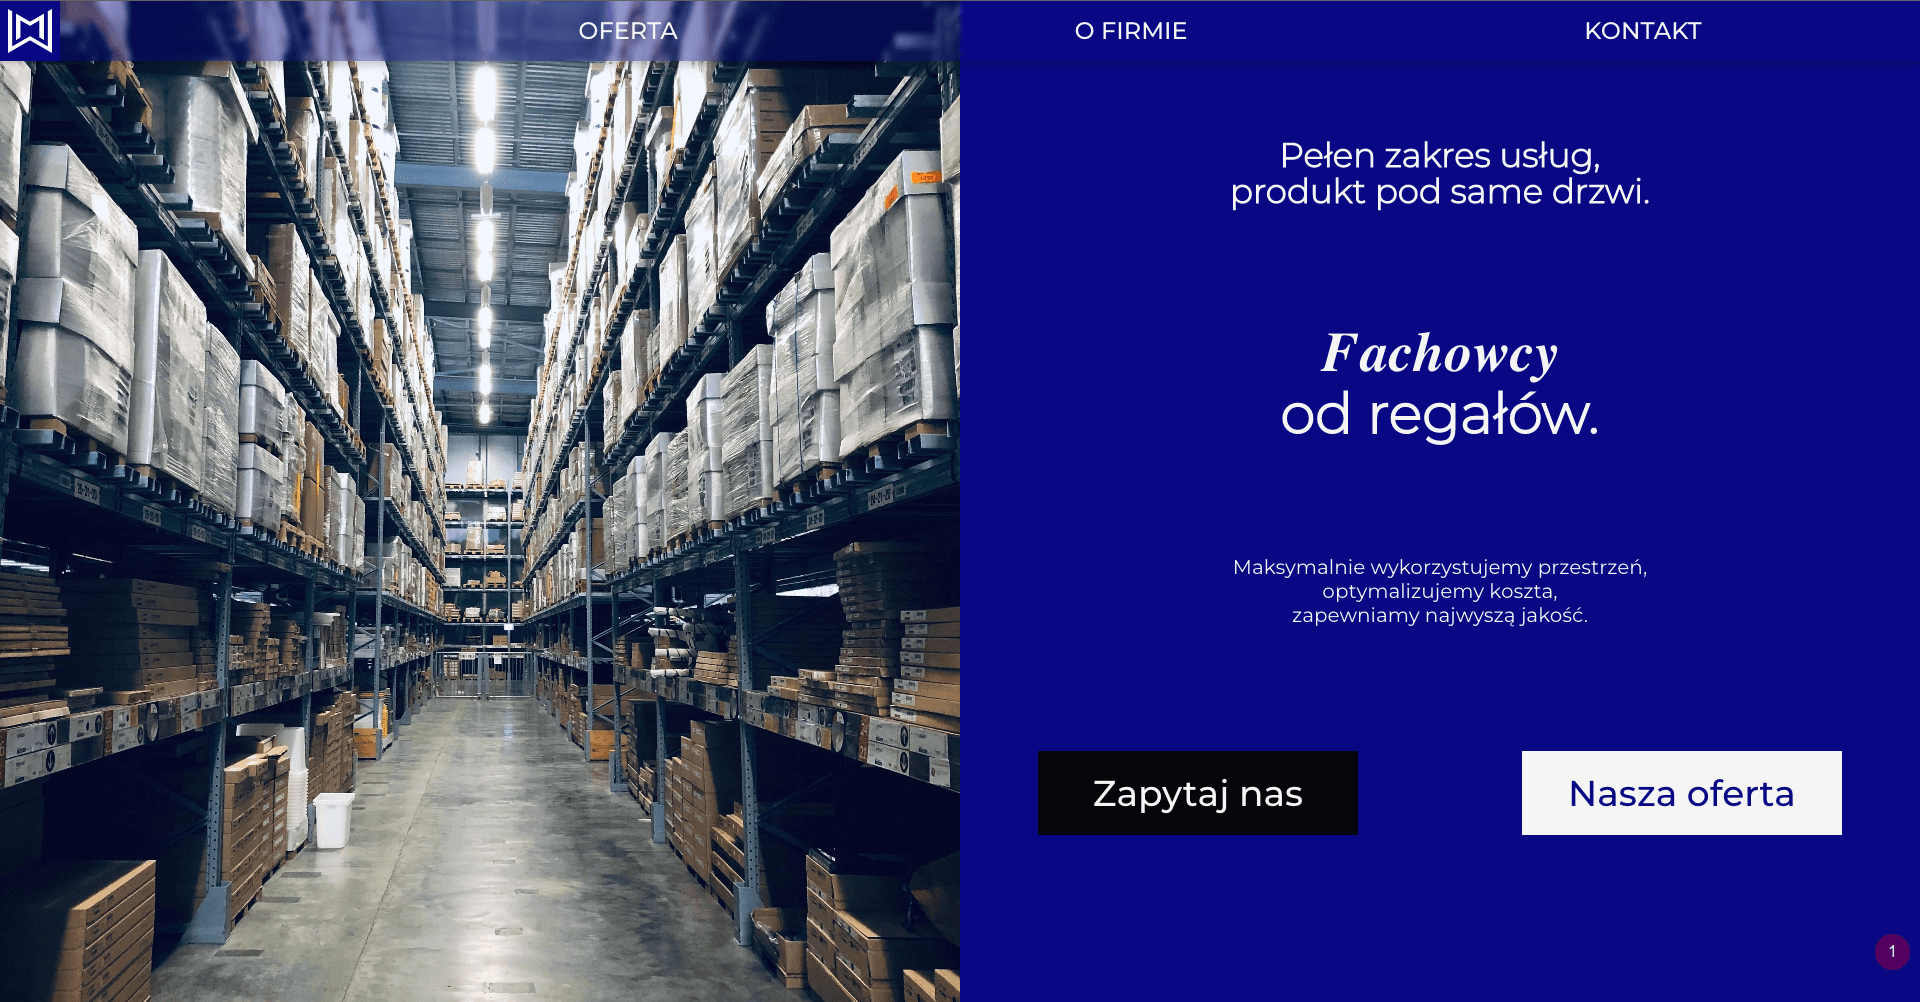 OFERTA
O FIRMIE
KONTAKT
Pełen zakres usług,
produkt pod same drzwi.
Fachowcy
od regałów.
Maksymalnie wykorzystujemy przestrzeń,
optymalizujemy koszta,
zapewniamy najwyszą jakość.
Zapytaj nas
Nasza oferta
1